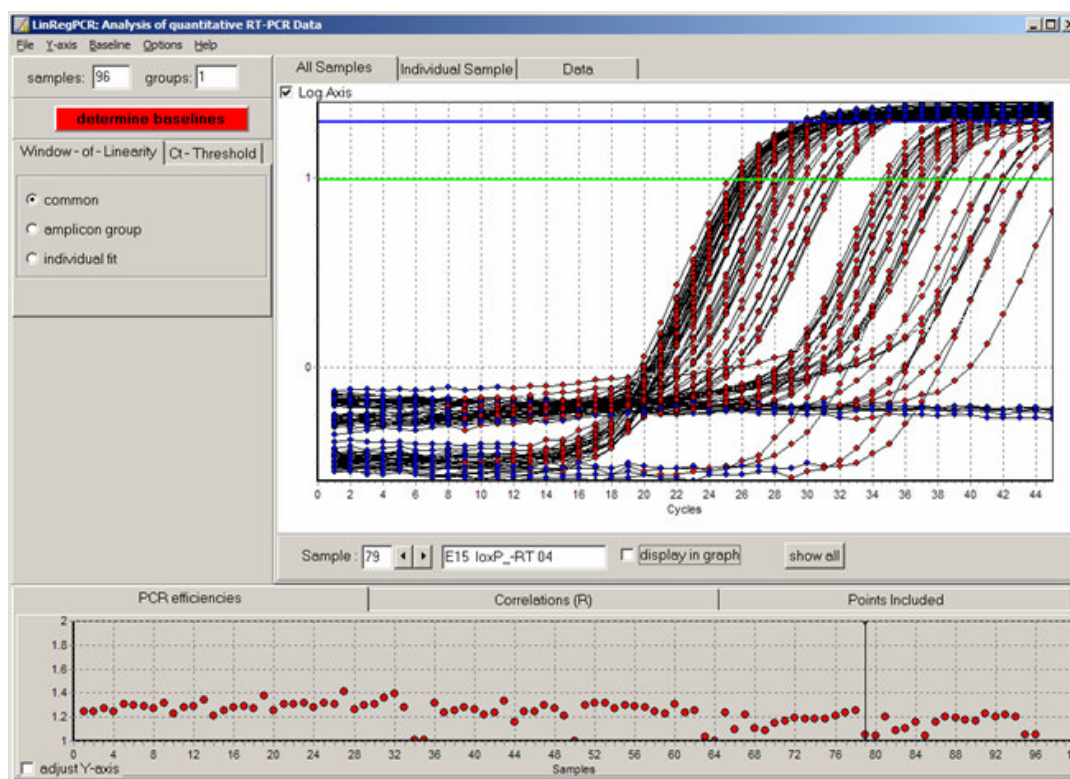 LinRegPCR: Analysis of quantitative RT-PCR Data
File Y-axis Baseline Options Help
samples: 96 groups: 1
determine baselines
Window-of-Linearity Ct-Threshold
common
amplicon group
individual fit
All Samples Individual Sample Data
Log Axis
1
0
0 2 4 6 8 10 12 14 16 18 20 22 24 26 28 30 32 34 36 38 40 42 44
Cycles
Sample: 79 E15 loxP_-RT 04 display in graph show all
PCR efficiencies Correlations (R) Points Included
2
1.8
1.6
1.4
1.2
1
0 4 8 12 16 20 24 28 32 36 40 44 48 52 56 60 64 68 72 76 80 84 88 92 96
adjust Y-axis Samples